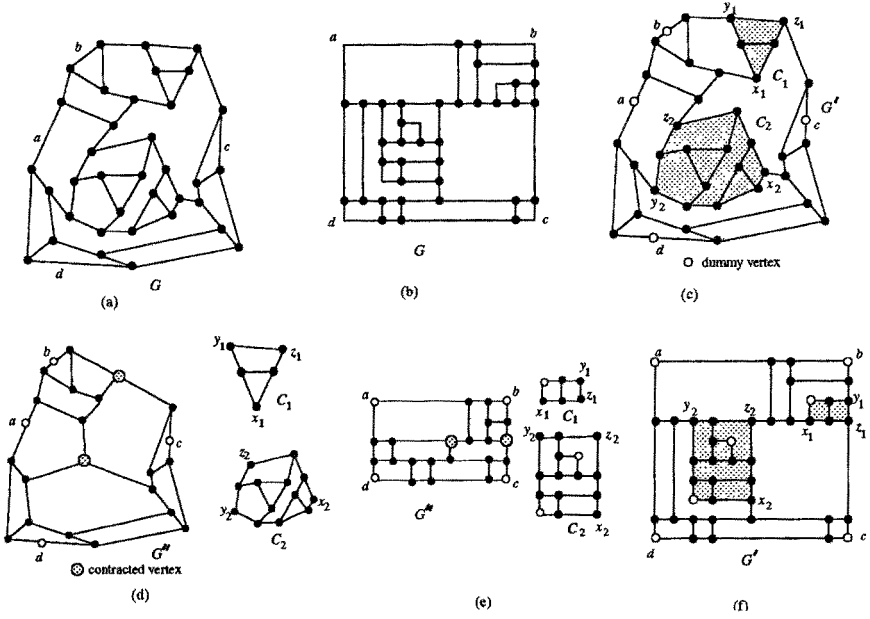 b
a
c
d
G
(a)
a
b
d
c
G
(b)
y1
z1
b
C1
x1
a
z2
C2
G′
c
x2
y2
d
dummy vertex
(c)
b
a
c
d
G″
contracted vertex
(d)
y1
z1
C1
x1
z2
y2
x2
C2
a
b
d
c
G″
y1
x1
z1
C1
y2
z2
C2
x2
(e)
a
b
y2
z2
y1
x1
z1
x2
d
c
G′
(f)